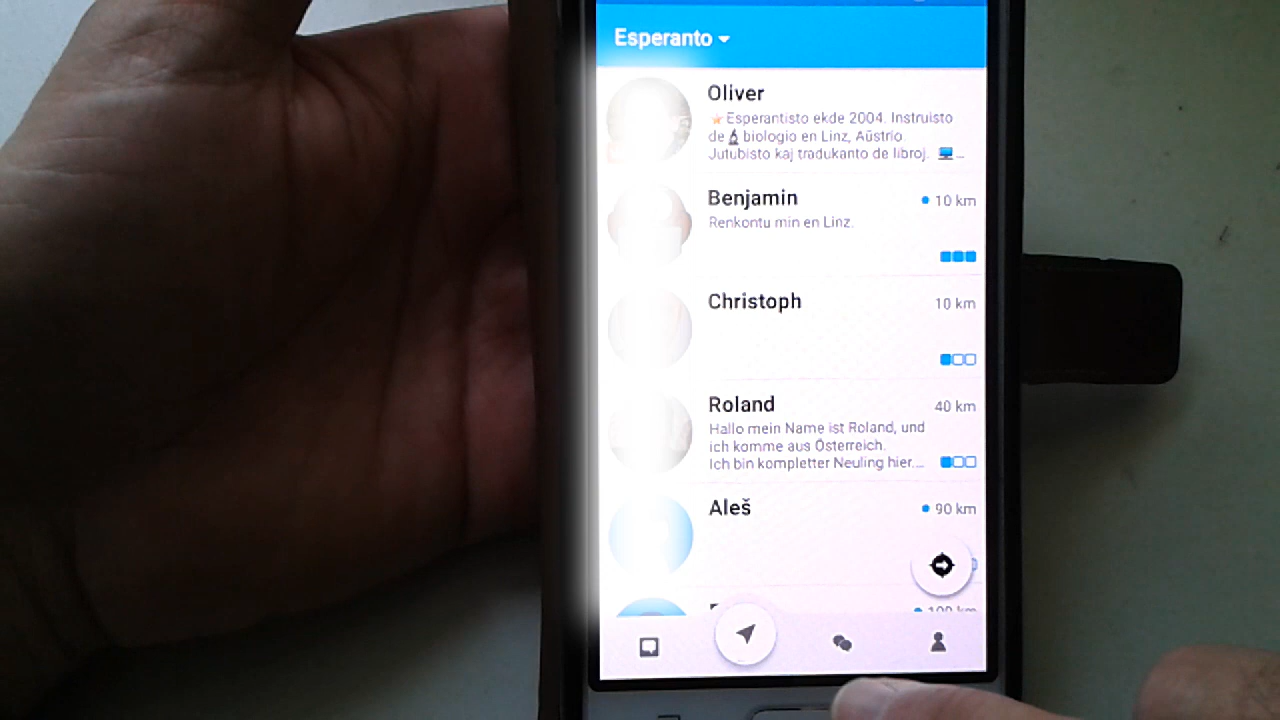 Esperanto
Oliver
Esperantisto ekde 2004. Instruisto
de biologio en Linz, Aŭstrio.
Jutubisto kaj tradukanto de libroj. ...
Benjamin
10 km
Renkontu min en Linz.
Christoph
10 km
Roland
40 km
Hallo mein Name ist Roland, und
ich komme aus Österreich.
Ich bin kompletter Neuling hier....
Aleš
90 km
100 km